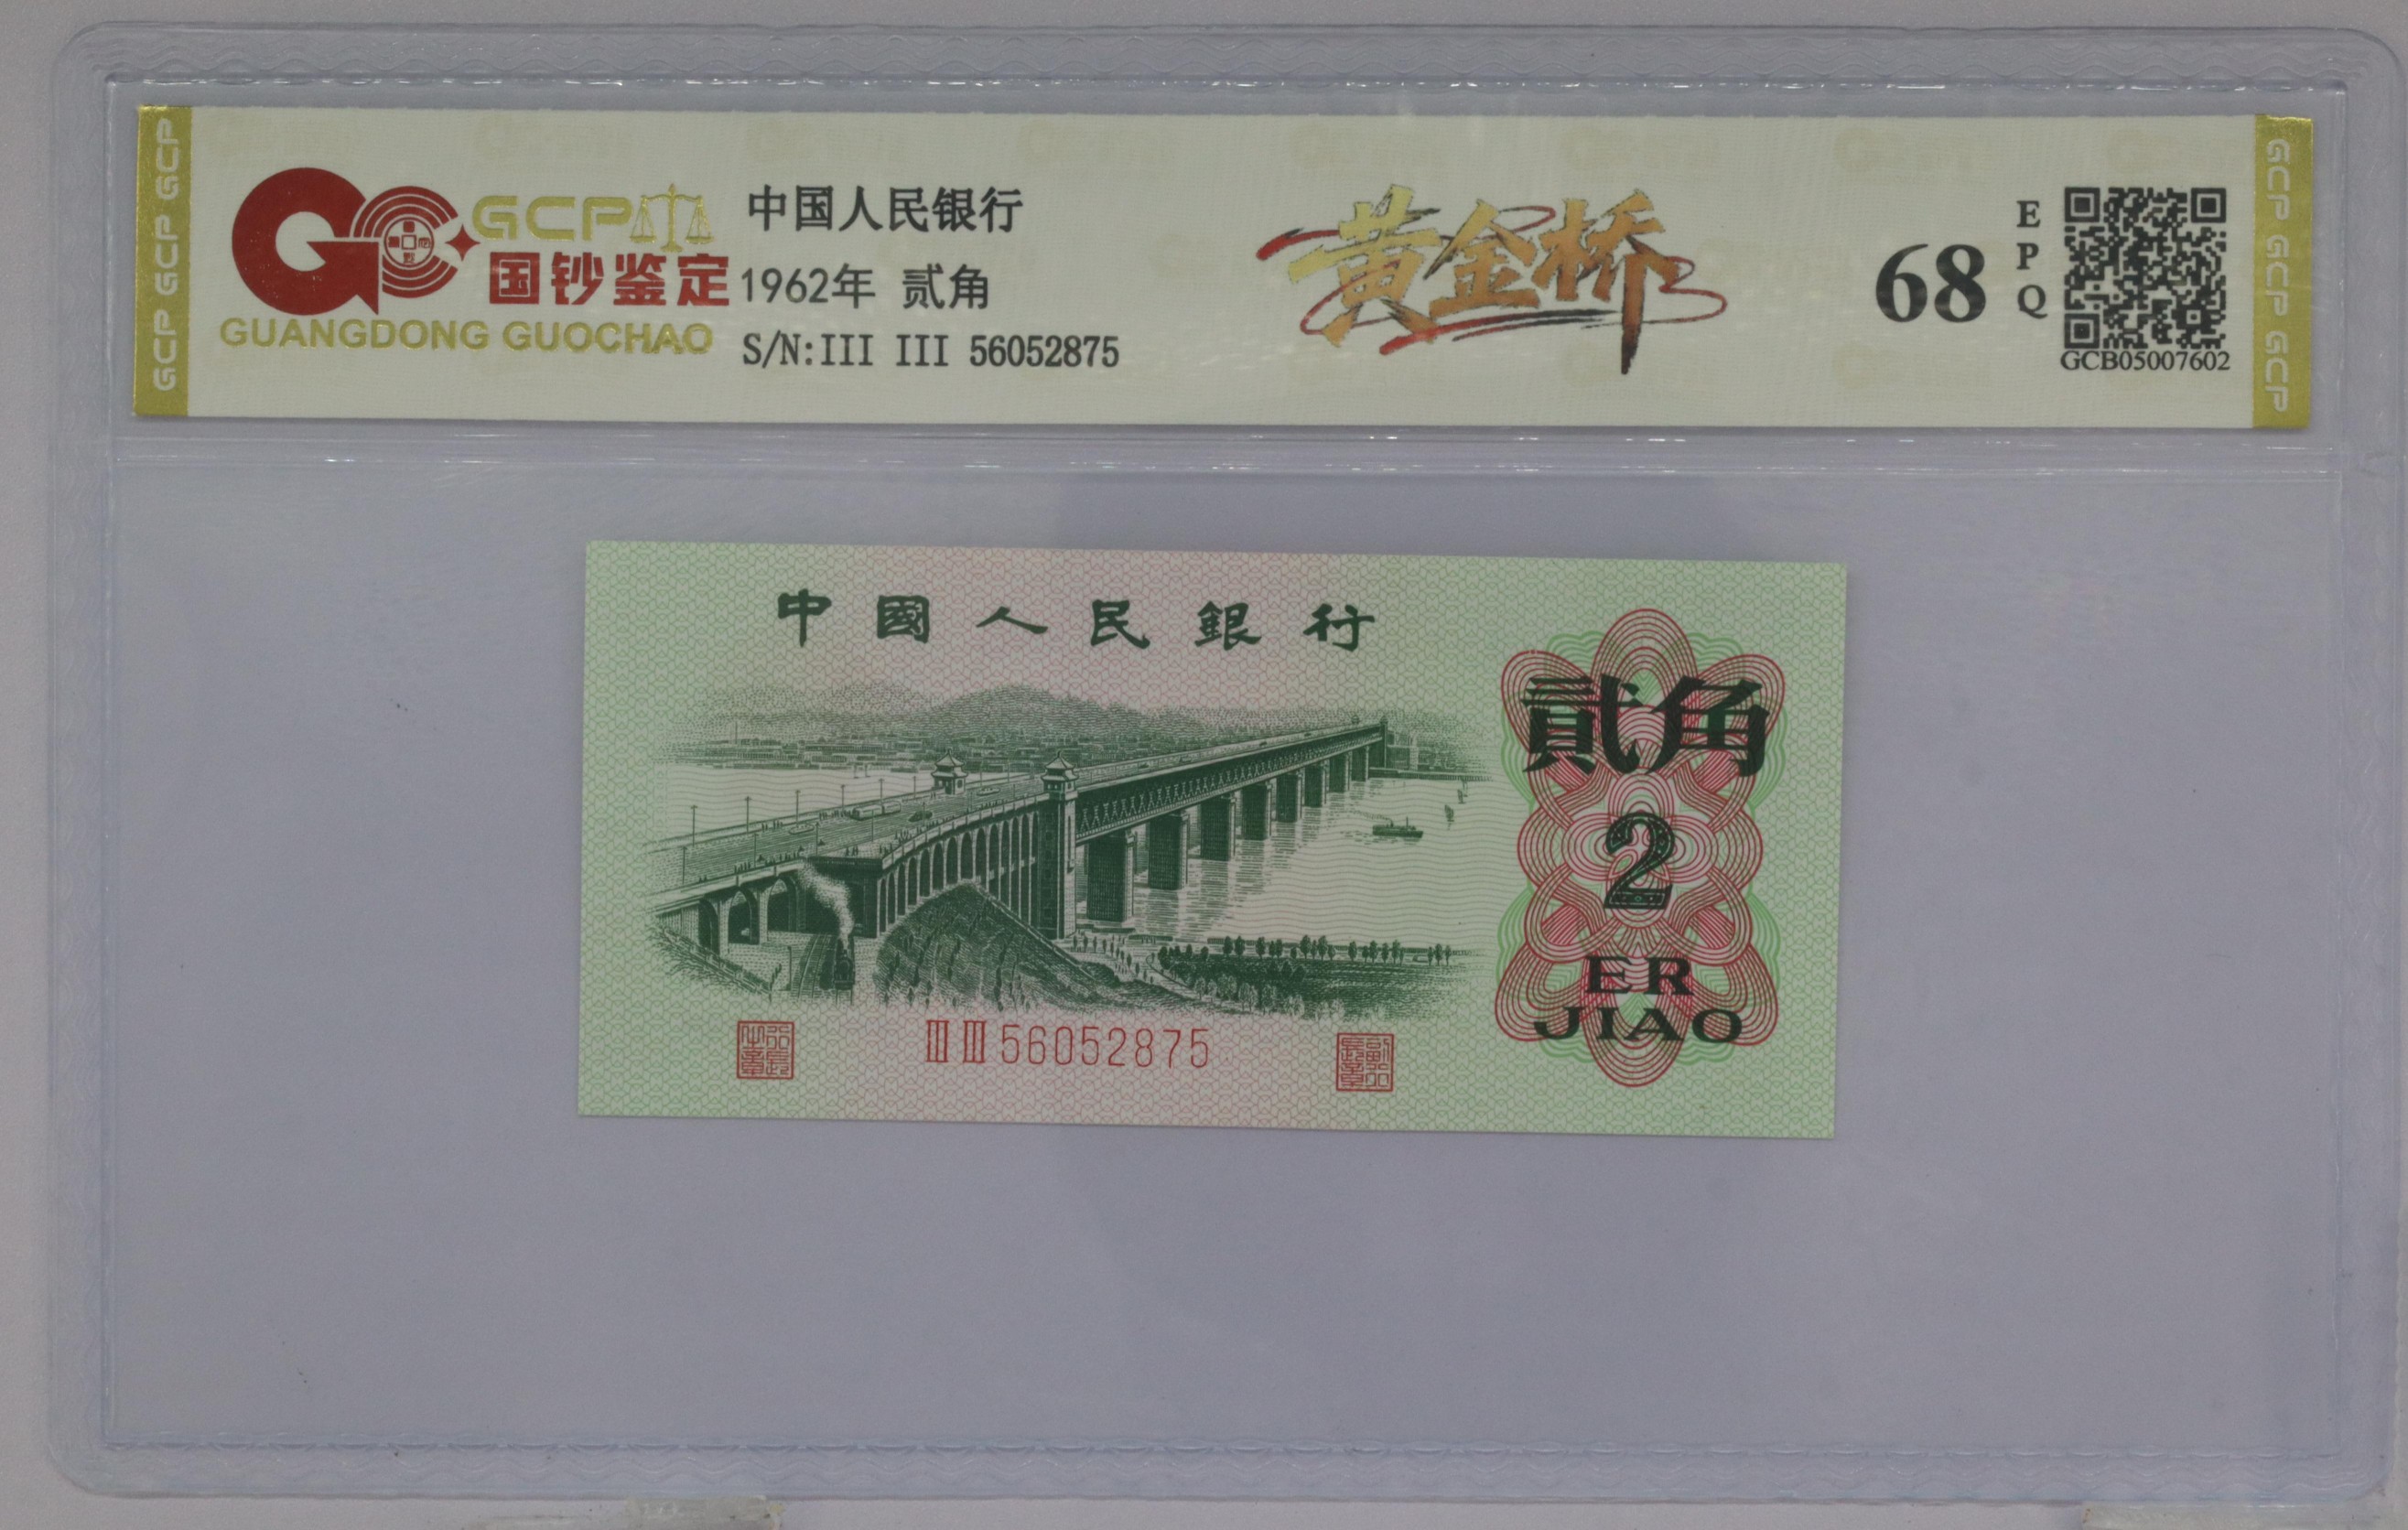 GCP GCP GCP
GCP
国钞鉴定
GUANGDONG GUOCHAO
中国人民银行
1962年 贰角
S/N:III III 56052875
黄金桥
68
EPQ
GCB05007602
GCP GCP GCP
中國人民銀行
貳角
2
ER
JIAO
III III 56052875